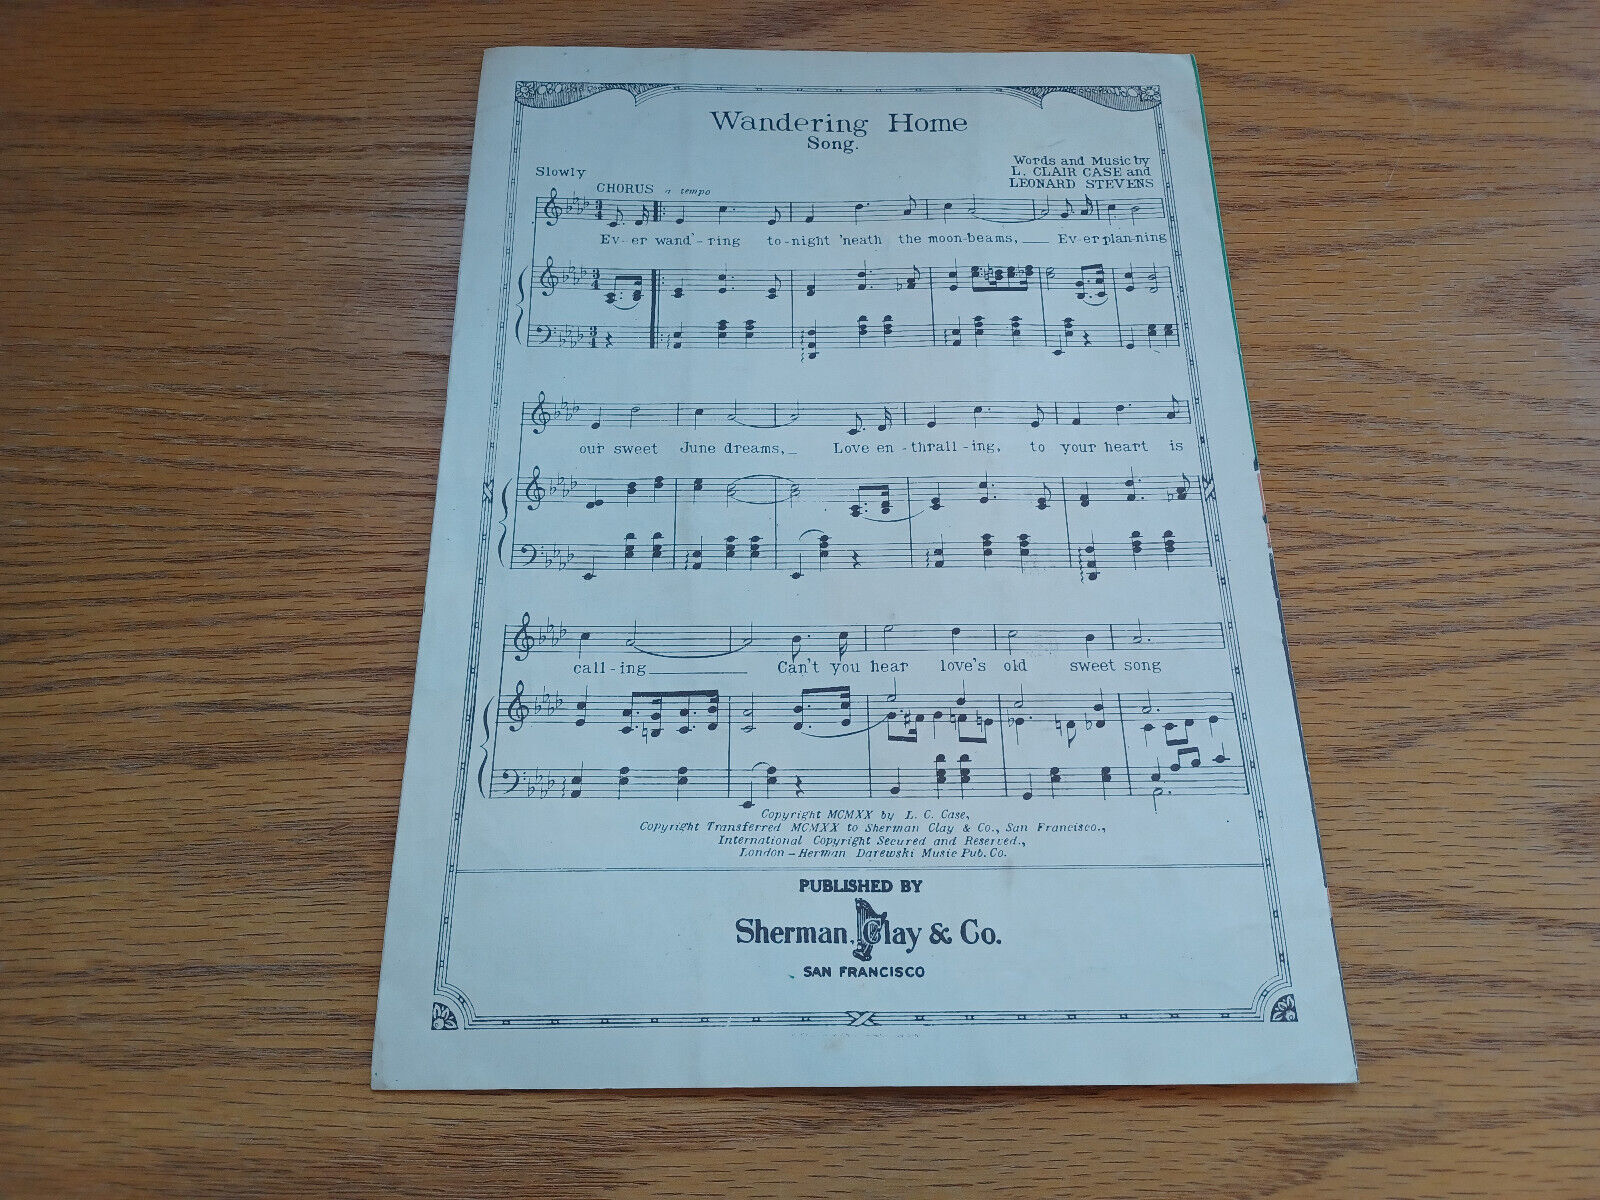 Wandering Home
Song.
Words and Music by
L. CLAIR CASE and
LEONARD STEVENS
Slowly
CHORUS a tempo
Ev-er wand'-ring to-night 'neath the moon-beams, Ev-er plan-ning
our sweet June dreams, Love en-thrall-ing, to your heart is
call-ing Can't you hear love's old sweet song
Copyright MCMXX by L. C. Case,
Copyright Transferred MCMXX to Sherman Clay & Co., San Francisco.,
International Copyright Secured and Reserved.,
London – Herman Darewski Music Pub. Co.
PUBLISHED BY
Sherman, Clay & Co.
SAN FRANCISCO